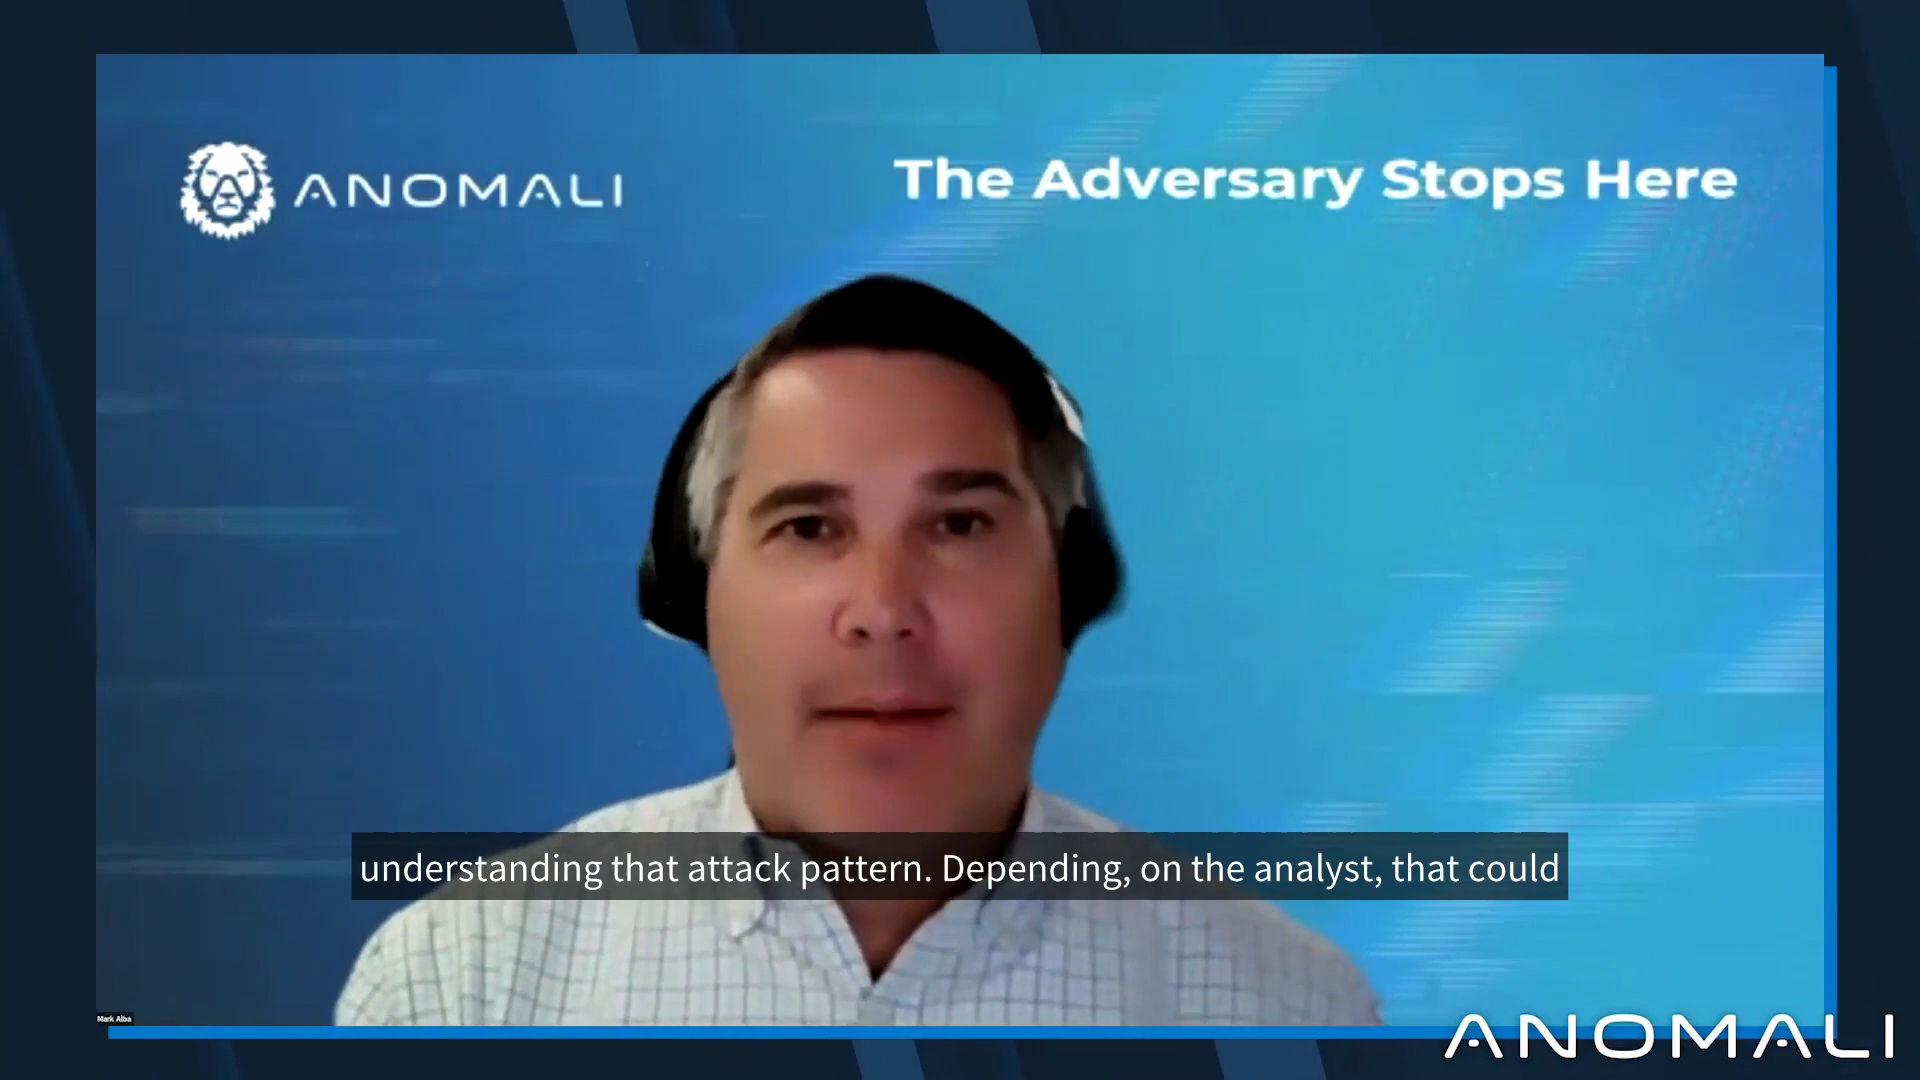 ANOMALI
The Adversary Stops Here
understanding that attack pattern. Depending, on the analyst, that could
Mark Alba
ANOMALI